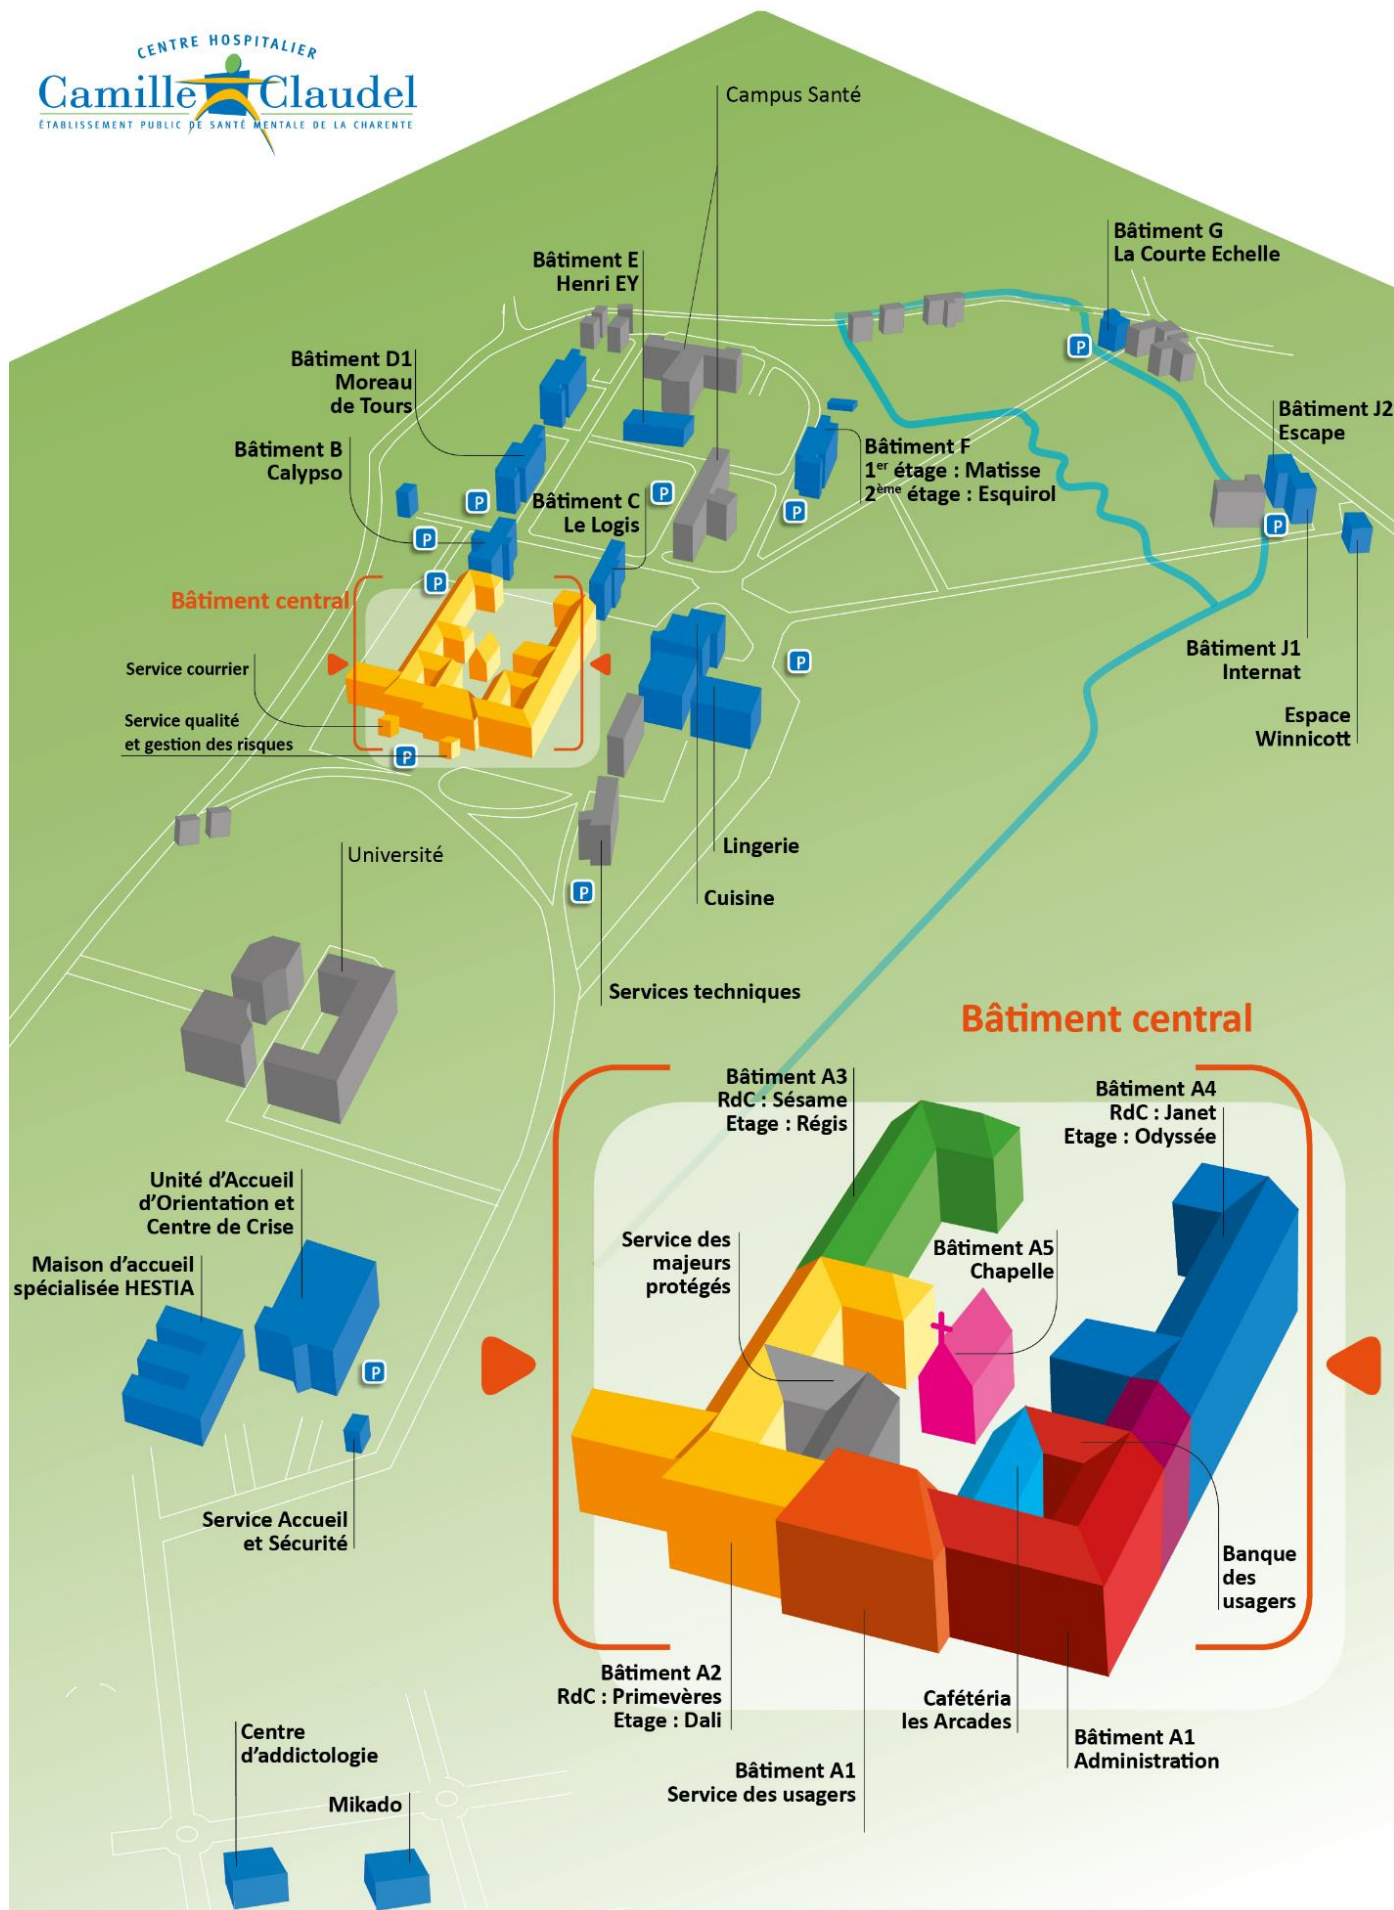 CENTRE HOSPITALIER
Camille Claudel
ÉTABLISSEMENT PUBLIC DE SANTÉ MENTALE DE LA CHARENTE
Campus Santé
Bâtiment G
La Courte Echelle
Bâtiment E
Henri EY
P
Bâtiment D1
Moreau
de Tours
Bâtiment J2
Escape
Bâtiment B
Calypso
Bâtiment F
1er étage : Matisse
2ème étage : Esquirol
Bâtiment C
Le Logis
P
P
P
P
P
P
Bâtiment central
Bâtiment J1
Internat
P
Service courrier
Service qualité
et gestion des risques
P
Espace
Winnicott
Université
Lingerie
P
Cuisine
Services techniques
Bâtiment central
Bâtiment A3
RdC : Sésame
Etage : Régis
Bâtiment A4
RdC : Janet
Etage : Odyssée
Unité d'Accueil
d'Orientation et
Centre de Crise
Maison d'accueil
spécialisée HESTIA
Service des
majeurs
protégés
Bâtiment A5
Chapelle
P
Service Accueil
et Sécurité
Banque
des
usagers
Bâtiment A2
RdC : Primevères
Etage : Dali
Cafétéria
les Arcades
Bâtiment A1
Administration
Bâtiment A1
Service des usagers
Centre
d'addictologie
Mikado